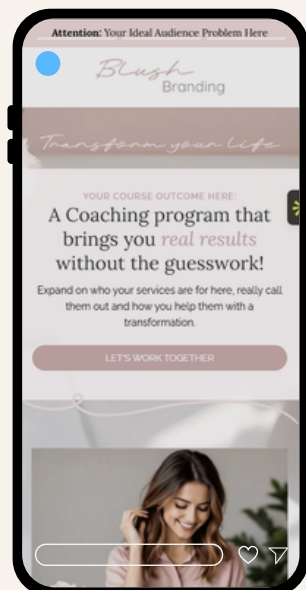 Attention: Your Ideal Audience Problem Here
Blush
Branding
Transform your life
YOUR COURSE OUTCOME HERE:
A Coaching program that
brings you real results
without the guesswork!
Expand on who your services are for here, really call
them out and how you help them with a
transformation.
LET'S WORK TOGETHER